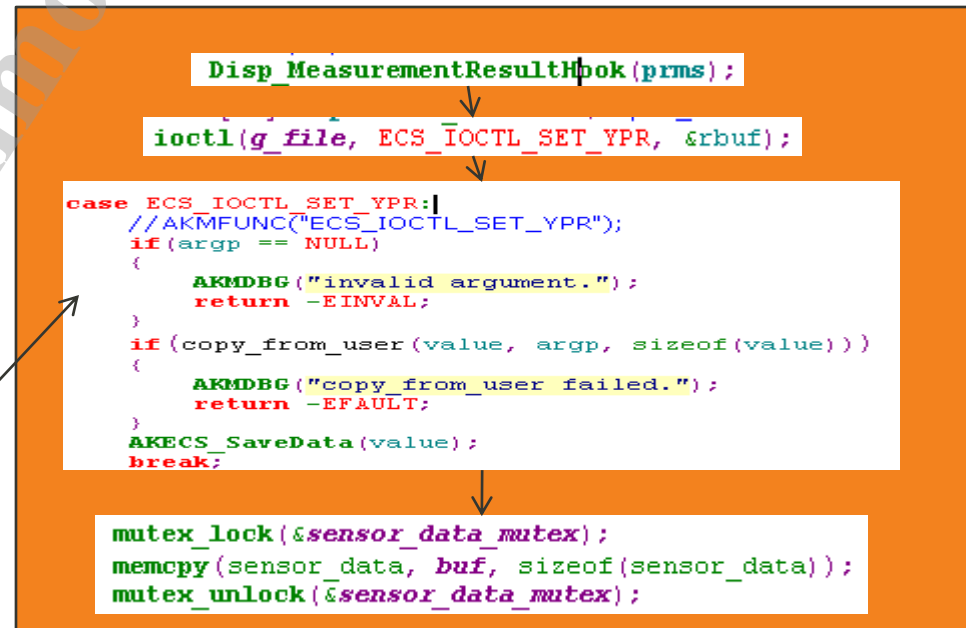 Disp_MeasurementResultHook(prms);
ioctl(g_file, ECS_IOCTL_SET_YPR, &rbuf);
case ECS_IOCTL_SET_YPR:
//AKMFUNC("ECS_IOCTL_SET_YPR");
if(argp == NULL)
{
AKMDBG("invalid argument.");
return -EINVAL;
}
if(copy_from_user(value, argp, sizeof(value)))
{
AKMDBG("copy_from_user failed.");
return -EFAULT;
}
AKECS_SaveData(value);
break;
mutex_lock(&sensor_data_mutex);
memcpy(sensor_data, buf, sizeof(sensor_data));
mutex_unlock(&sensor_data_mutex);